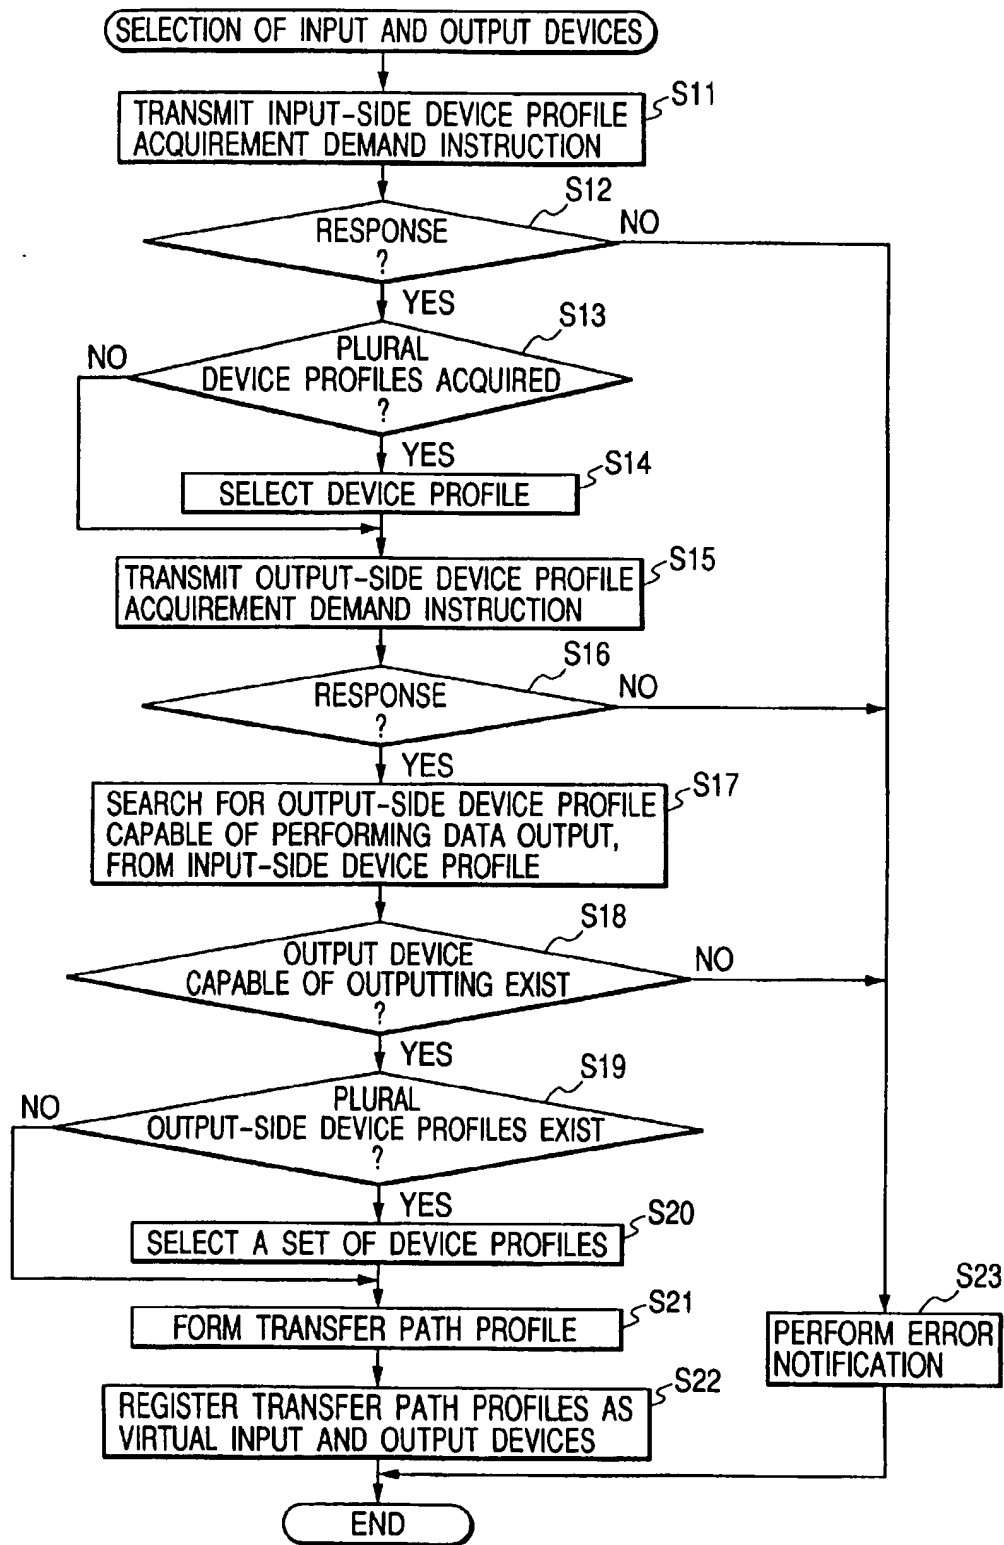 SELECTION OF INPUT AND OUTPUT DEVICES
S11
TRANSMIT INPUT-SIDE DEVICE PROFILE
ACQUIREMENT DEMAND INSTRUCTION
S12
RESPONSE
?
NO
YES
S13
PLURAL
DEVICE PROFILES ACQUIRED
?
NO
YES
S14
SELECT DEVICE PROFILE
S15
TRANSMIT OUTPUT-SIDE DEVICE PROFILE
ACQUIREMENT DEMAND INSTRUCTION
S16
RESPONSE
?
NO
YES
S17
SEARCH FOR OUTPUT-SIDE DEVICE PROFILE
CAPABLE OF PERFORMING DATA OUTPUT,
FROM INPUT-SIDE DEVICE PROFILE
S18
OUTPUT DEVICE
CAPABLE OF OUTPUTTING EXIST
?
NO
YES
S19
PLURAL
OUTPUT-SIDE DEVICE PROFILES EXIST
?
NO
YES
S20
SELECT A SET OF DEVICE PROFILES
S21
FORM TRANSFER PATH PROFILE
S23
PERFORM ERROR
NOTIFICATION
S22
REGISTER TRANSFER PATH PROFILES AS
VIRTUAL INPUT AND OUTPUT DEVICES
END